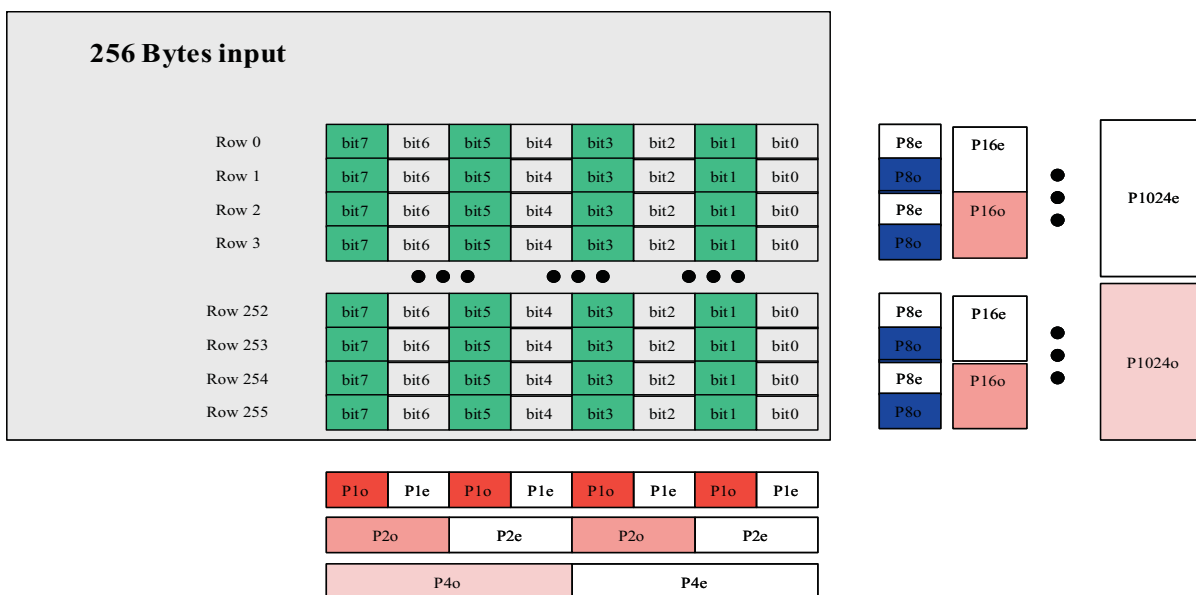 256 Bytes input
Row 0 bit7 bit6 bit5 bit4 bit3 bit2 bit1 bit0 P8e P16e
Row 1 bit7 bit6 bit5 bit4 bit3 bit2 bit1 bit0 P8o
Row 2 bit7 bit6 bit5 bit4 bit3 bit2 bit1 bit0 P8e P16o P1024e
Row 3 bit7 bit6 bit5 bit4 bit3 bit2 bit1 bit0 P8o
Row 252 bit7 bit6 bit5 bit4 bit3 bit2 bit1 bit0 P8e P16e
Row 253 bit7 bit6 bit5 bit4 bit3 bit2 bit1 bit0 P8o P1024o
Row 254 bit7 bit6 bit5 bit4 bit3 bit2 bit1 bit0 P8e P16o
Row 255 bit7 bit6 bit5 bit4 bit3 bit2 bit1 bit0 P8o
P1o P1e P1o P1e P1o P1e P1o P1e
P2o P2e P2o P2e
P4o P4e